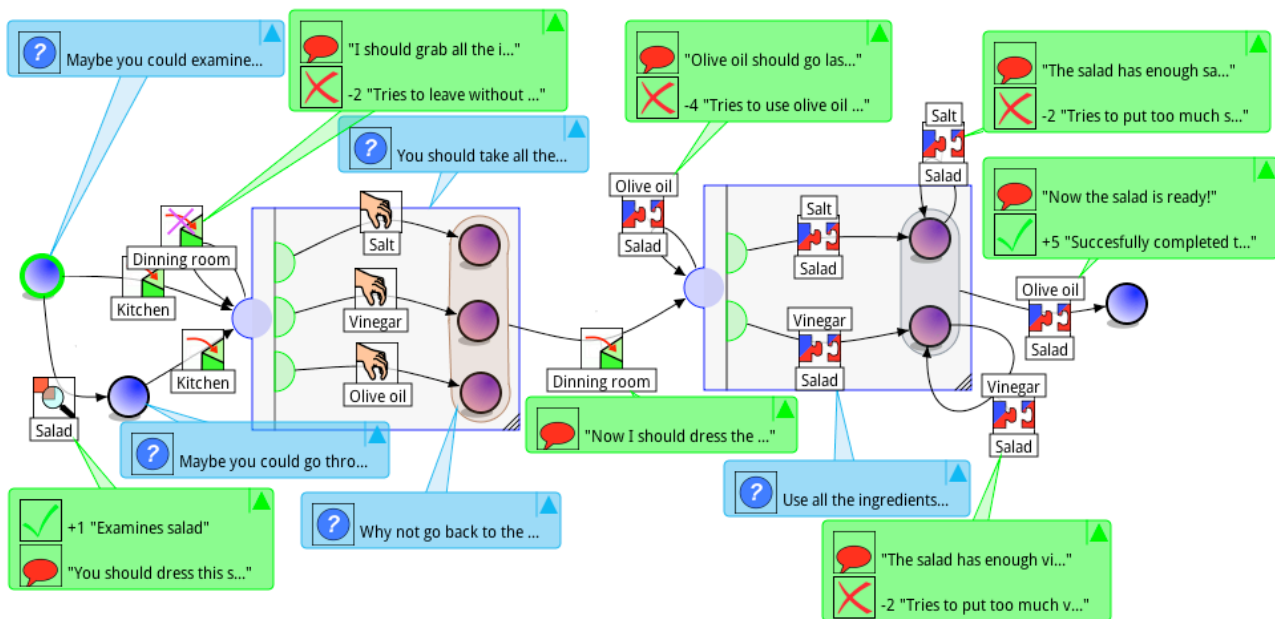 Maybe you could examine...
"I should grab all the i..."
-2 "Tries to leave without ..."
You should take all the...
"Olive oil should go las..."
-4 "Tries to use olive oil ..."
"The salad has enough sa..."
-2 "Tries to put too much s..."
Salt
Salad
"Now the salad is ready!"
+5 "Succesfully completed t..."
Dinning room
Kitchen
Kitchen
Salad
Salt
Vinegar
Olive oil
Olive oil
Salad
Dinning room
Salt
Salad
Vinegar
Salad
Olive oil
Salad
Vinegar
Salad
"Now I should dress the ..."
Maybe you could go thro...
Why not go back to the ...
Use all the ingredients...
+1 "Examines salad"
"You should dress this s..."
"The salad has enough vi..."
-2 "Tries to put too much v..."